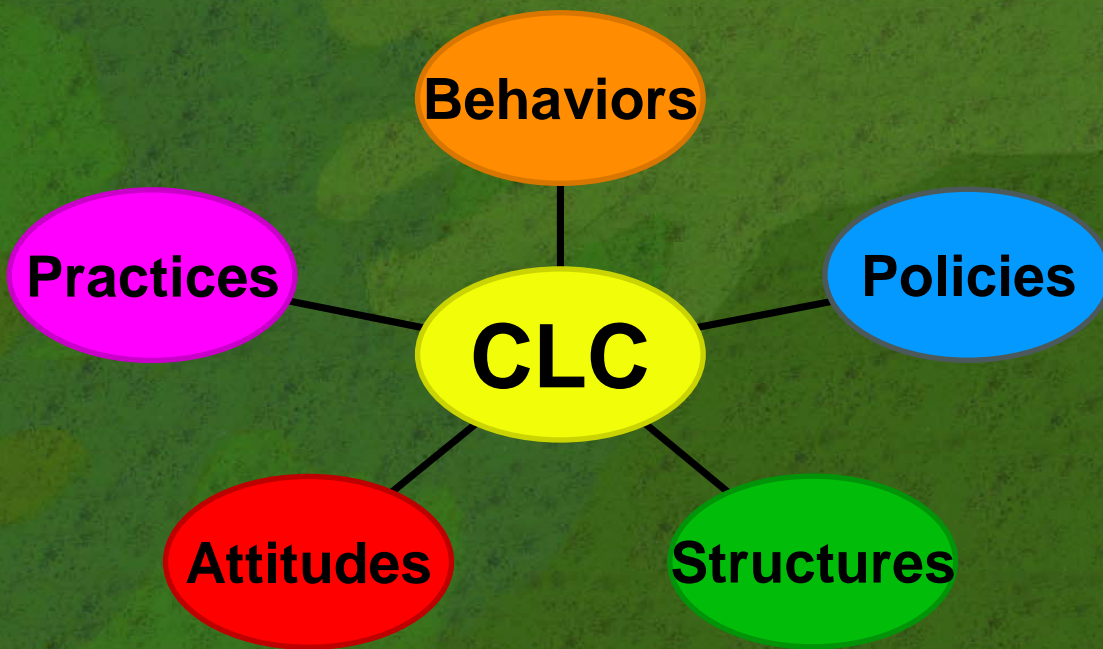 Behaviors
Practices
Policies
CLC
Attitudes
Structures